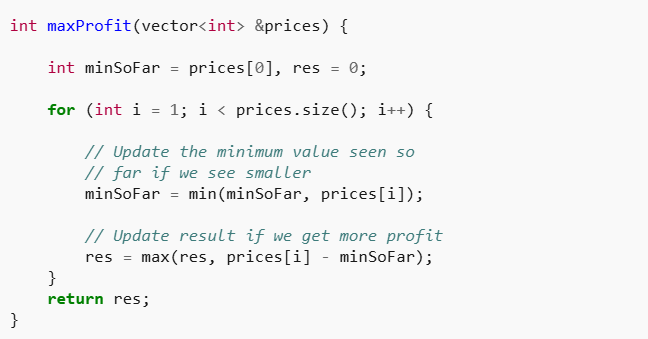 int maxProfit(vector<int> &prices) {
int minSoFar = prices[0], res = 0;
for (int i = 1; i < prices.size(); i++) {
// Update the minimum value seen so
// far if we see smaller
minSoFar = min(minSoFar, prices[i]);
// Update result if we get more profit
res = max(res, prices[i] - minSoFar);
}
return res;
}